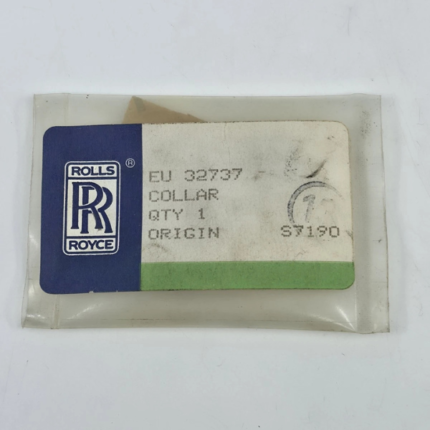 ROLLS
RR
ROYCE
®
EU 32737
COLLAR
QTY 1
ORIGIN S7190